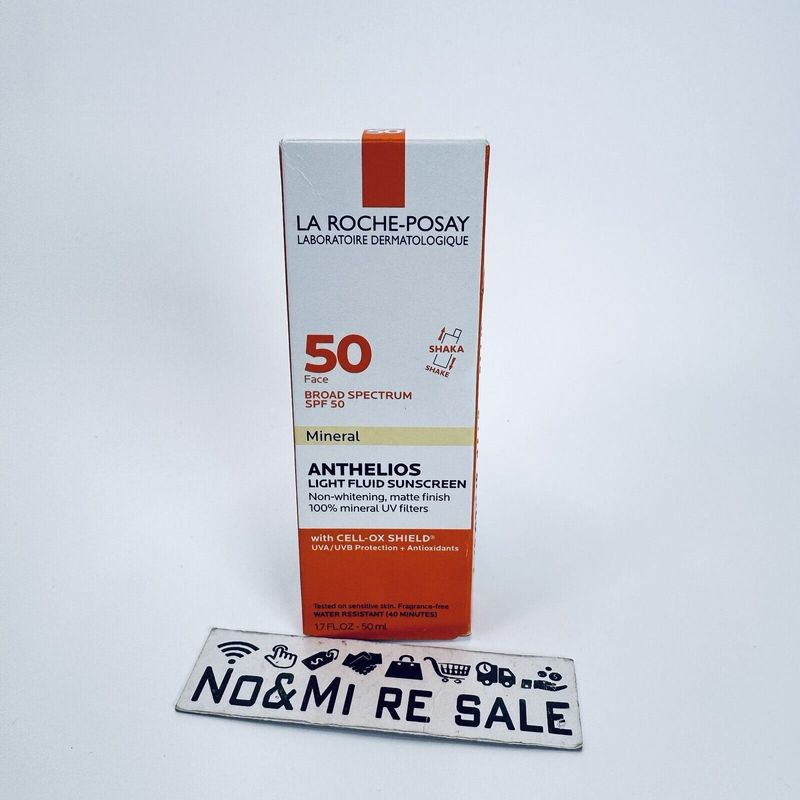 50
LA ROCHE-POSAY
LABORATOIRE DERMATOLOGIQUE
50
Face
SHAKA
SHAKE
BROAD SPECTRUM
SPF 50
Mineral
ANTHELIOS
LIGHT FLUID SUNSCREEN
Non-whitening, matte finish
100% mineral UV filters
with CELL-OX SHIELD®
UVA/UVB Protection + Antioxidants
Tested on sensitive skin. Fragrance-free
WATER RESISTANT (40 MINUTES)
1.7 FL.OZ - 50 ml
NO&MI RE SALE